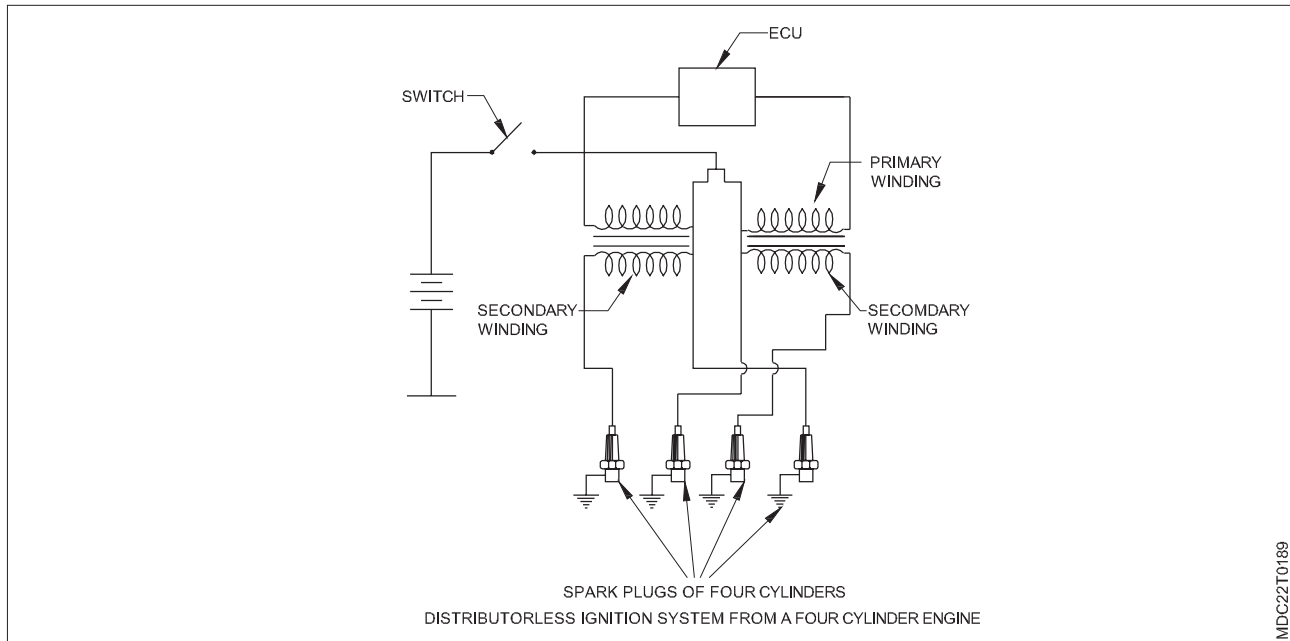 ECU
SWITCH
PRIMARY
WINDING
SECONDARY
WINDING
SECOMDARY
WINDING
SPARK PLUGS OF FOUR CYLINDERS
DISTRIBUTORLESS IGNITION SYSTEM FROM A FOUR CYLINDER ENGINE
MDC22T0189